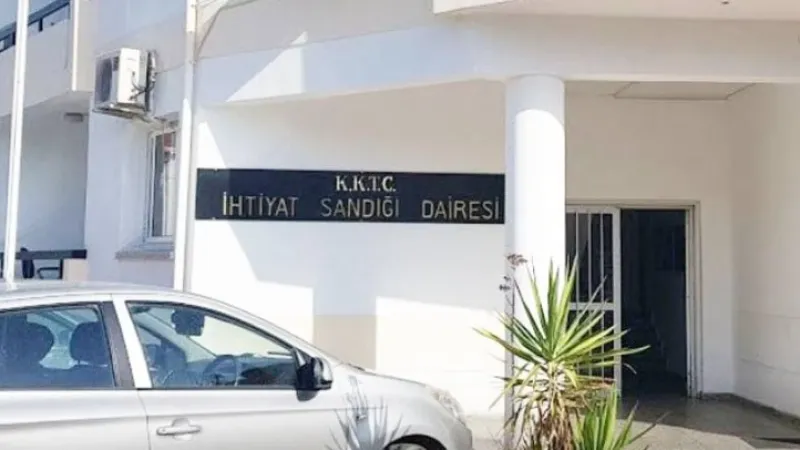 K.K.T.C.
İHTİYAT SANDIĞI DAİRESİ